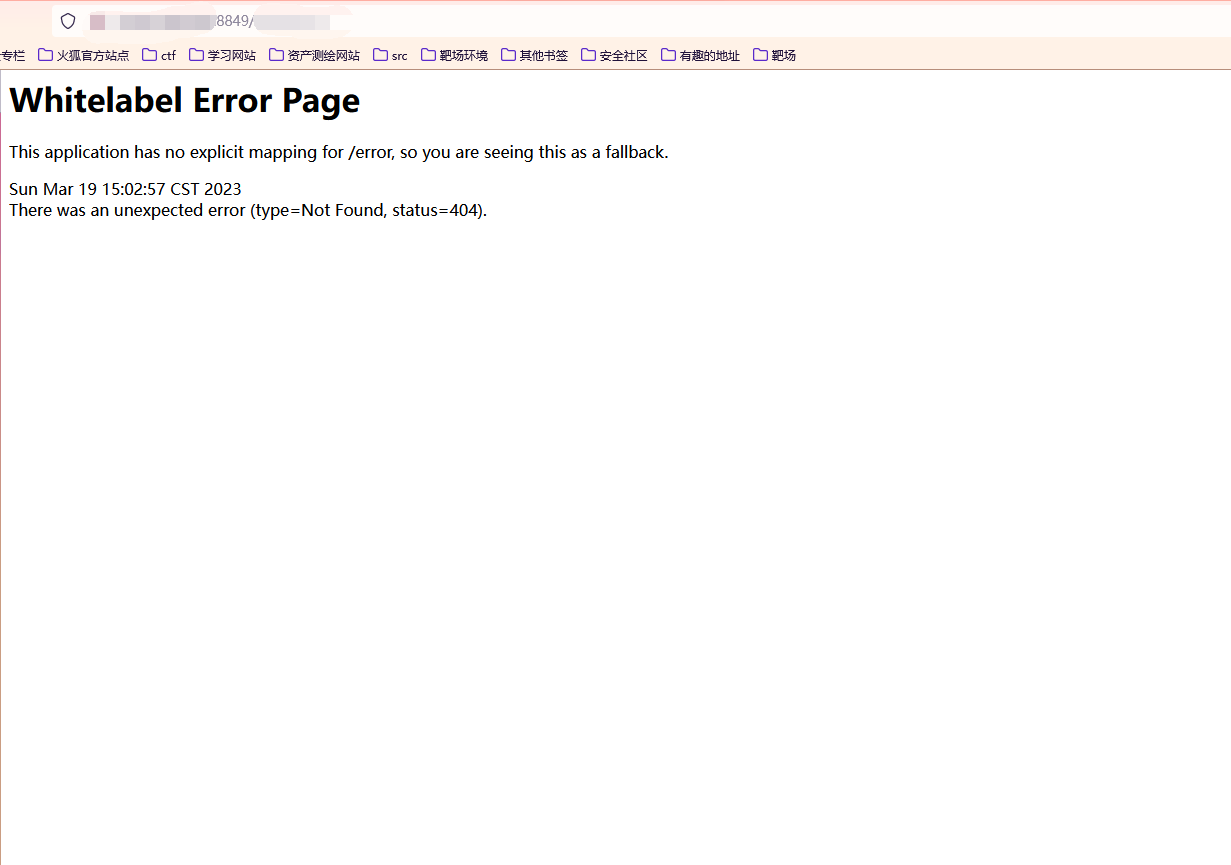 :8849/
专栏 火狐官方站点 ctf 学习网站 资产测绘网站 src 靶场环境 其他书签 安全社区 有趣的地址 靶场
Whitelabel Error Page
This application has no explicit mapping for /error, so you are seeing this as a fallback.
Sun Mar 19 15:02:57 CST 2023
There was an unexpected error (type=Not Found, status=404).